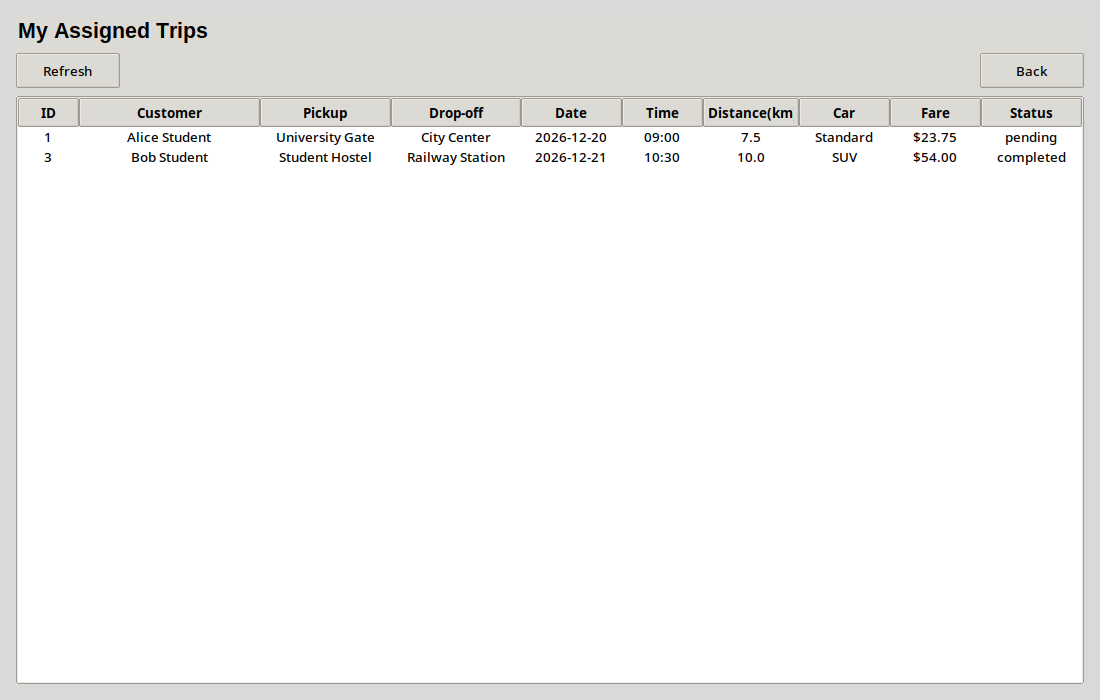 My Assigned Trips
Refresh Back
ID Customer Pickup Drop-off Date Time Distance(km Car Fare Status
1 Alice Student University Gate City Center 2026-12-20 09:00 7.5 Standard $23.75 pending
3 Bob Student Student Hostel Railway Station 2026-12-21 10:30 10.0 SUV $54.00 completed